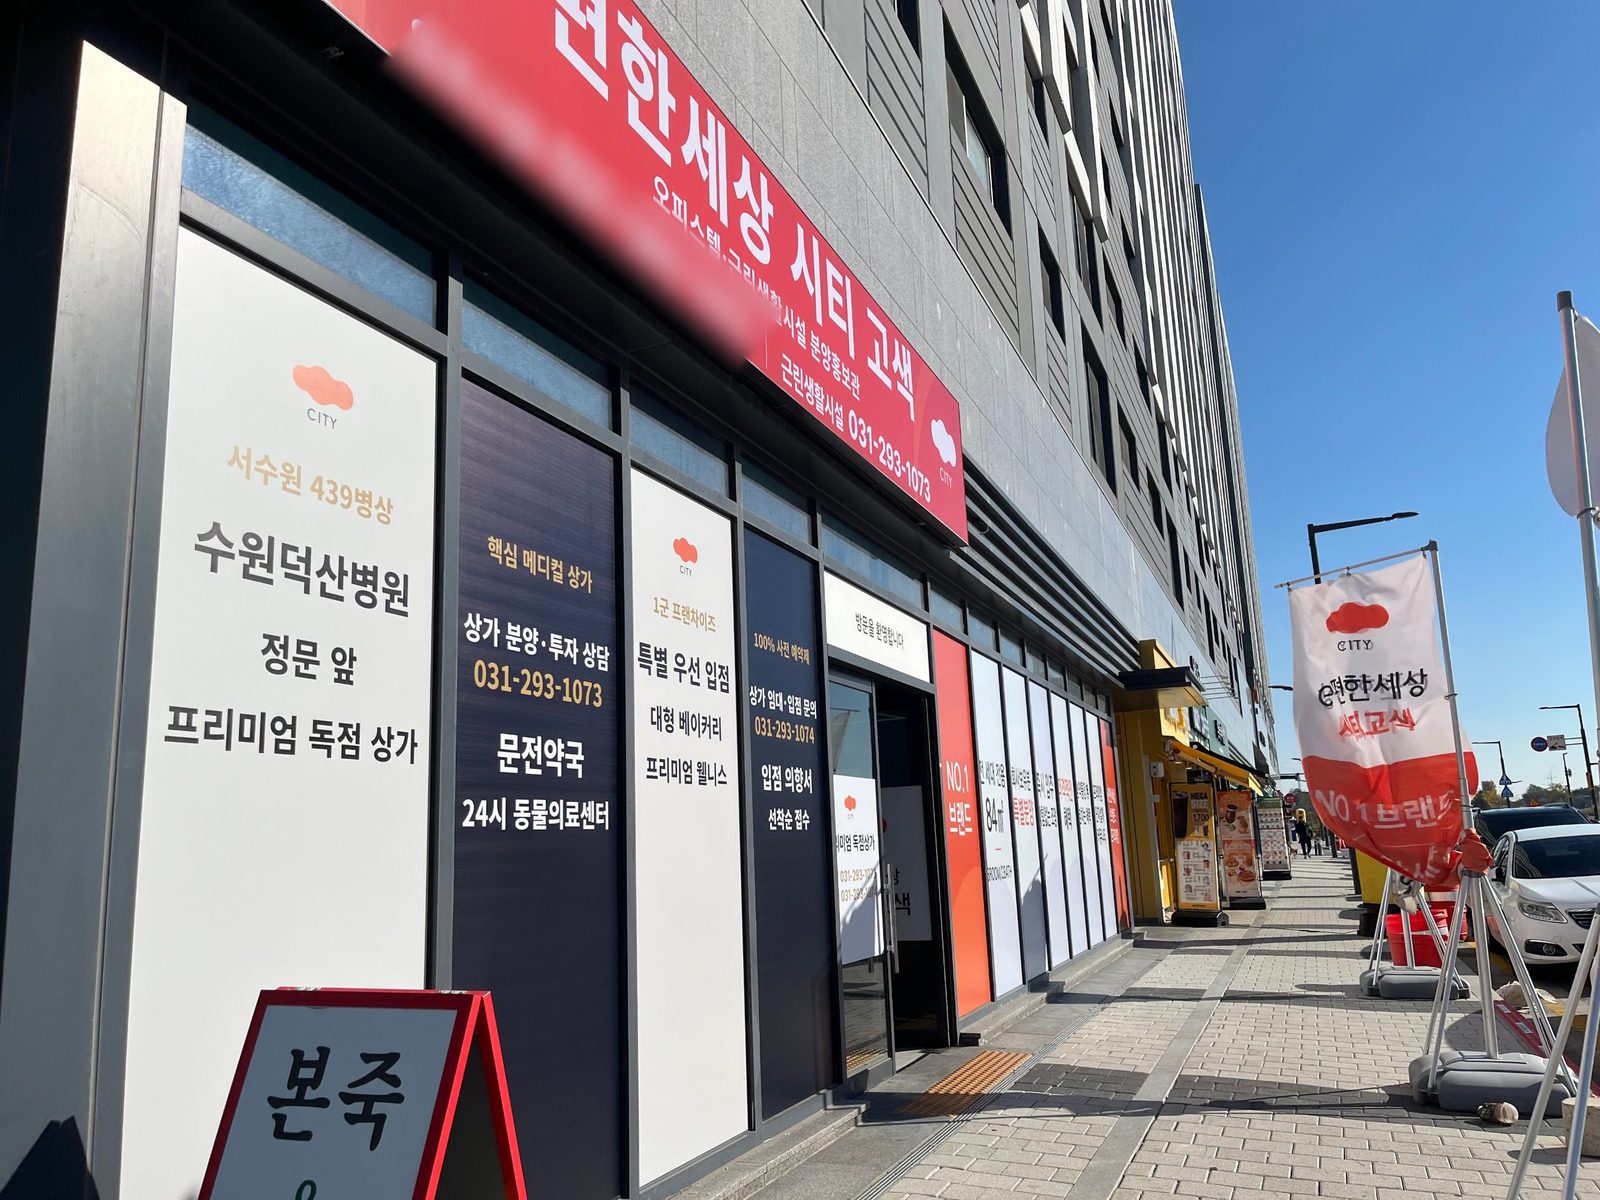 편한세상 시티 고색
오피스텔·근린생활시설 분양홍보관
근린생활시설 031-293-1073
CITY
CITY
서수원 439병상
수원덕산병원
정문 앞
프리미엄 독점 상가
핵심 메디컬 상가
상가 분양·투자 상담
031-293-1073
문전약국
24시 동물의료센터
CITY
1군 프랜차이즈
특별 우선 입점
대형 베이커리
프리미엄 웰니스
100% 사전 예약제
상가 임대·입점 문의
031-293-1074
입점 의향서
선착순 접수
방문을 환영합니다
미엄 독점상가
NO.1
브랜드
84㎡
특별분양
본죽
CITY
e편한세상
시티 고색
NO.1 브랜드
MEGA
1,700